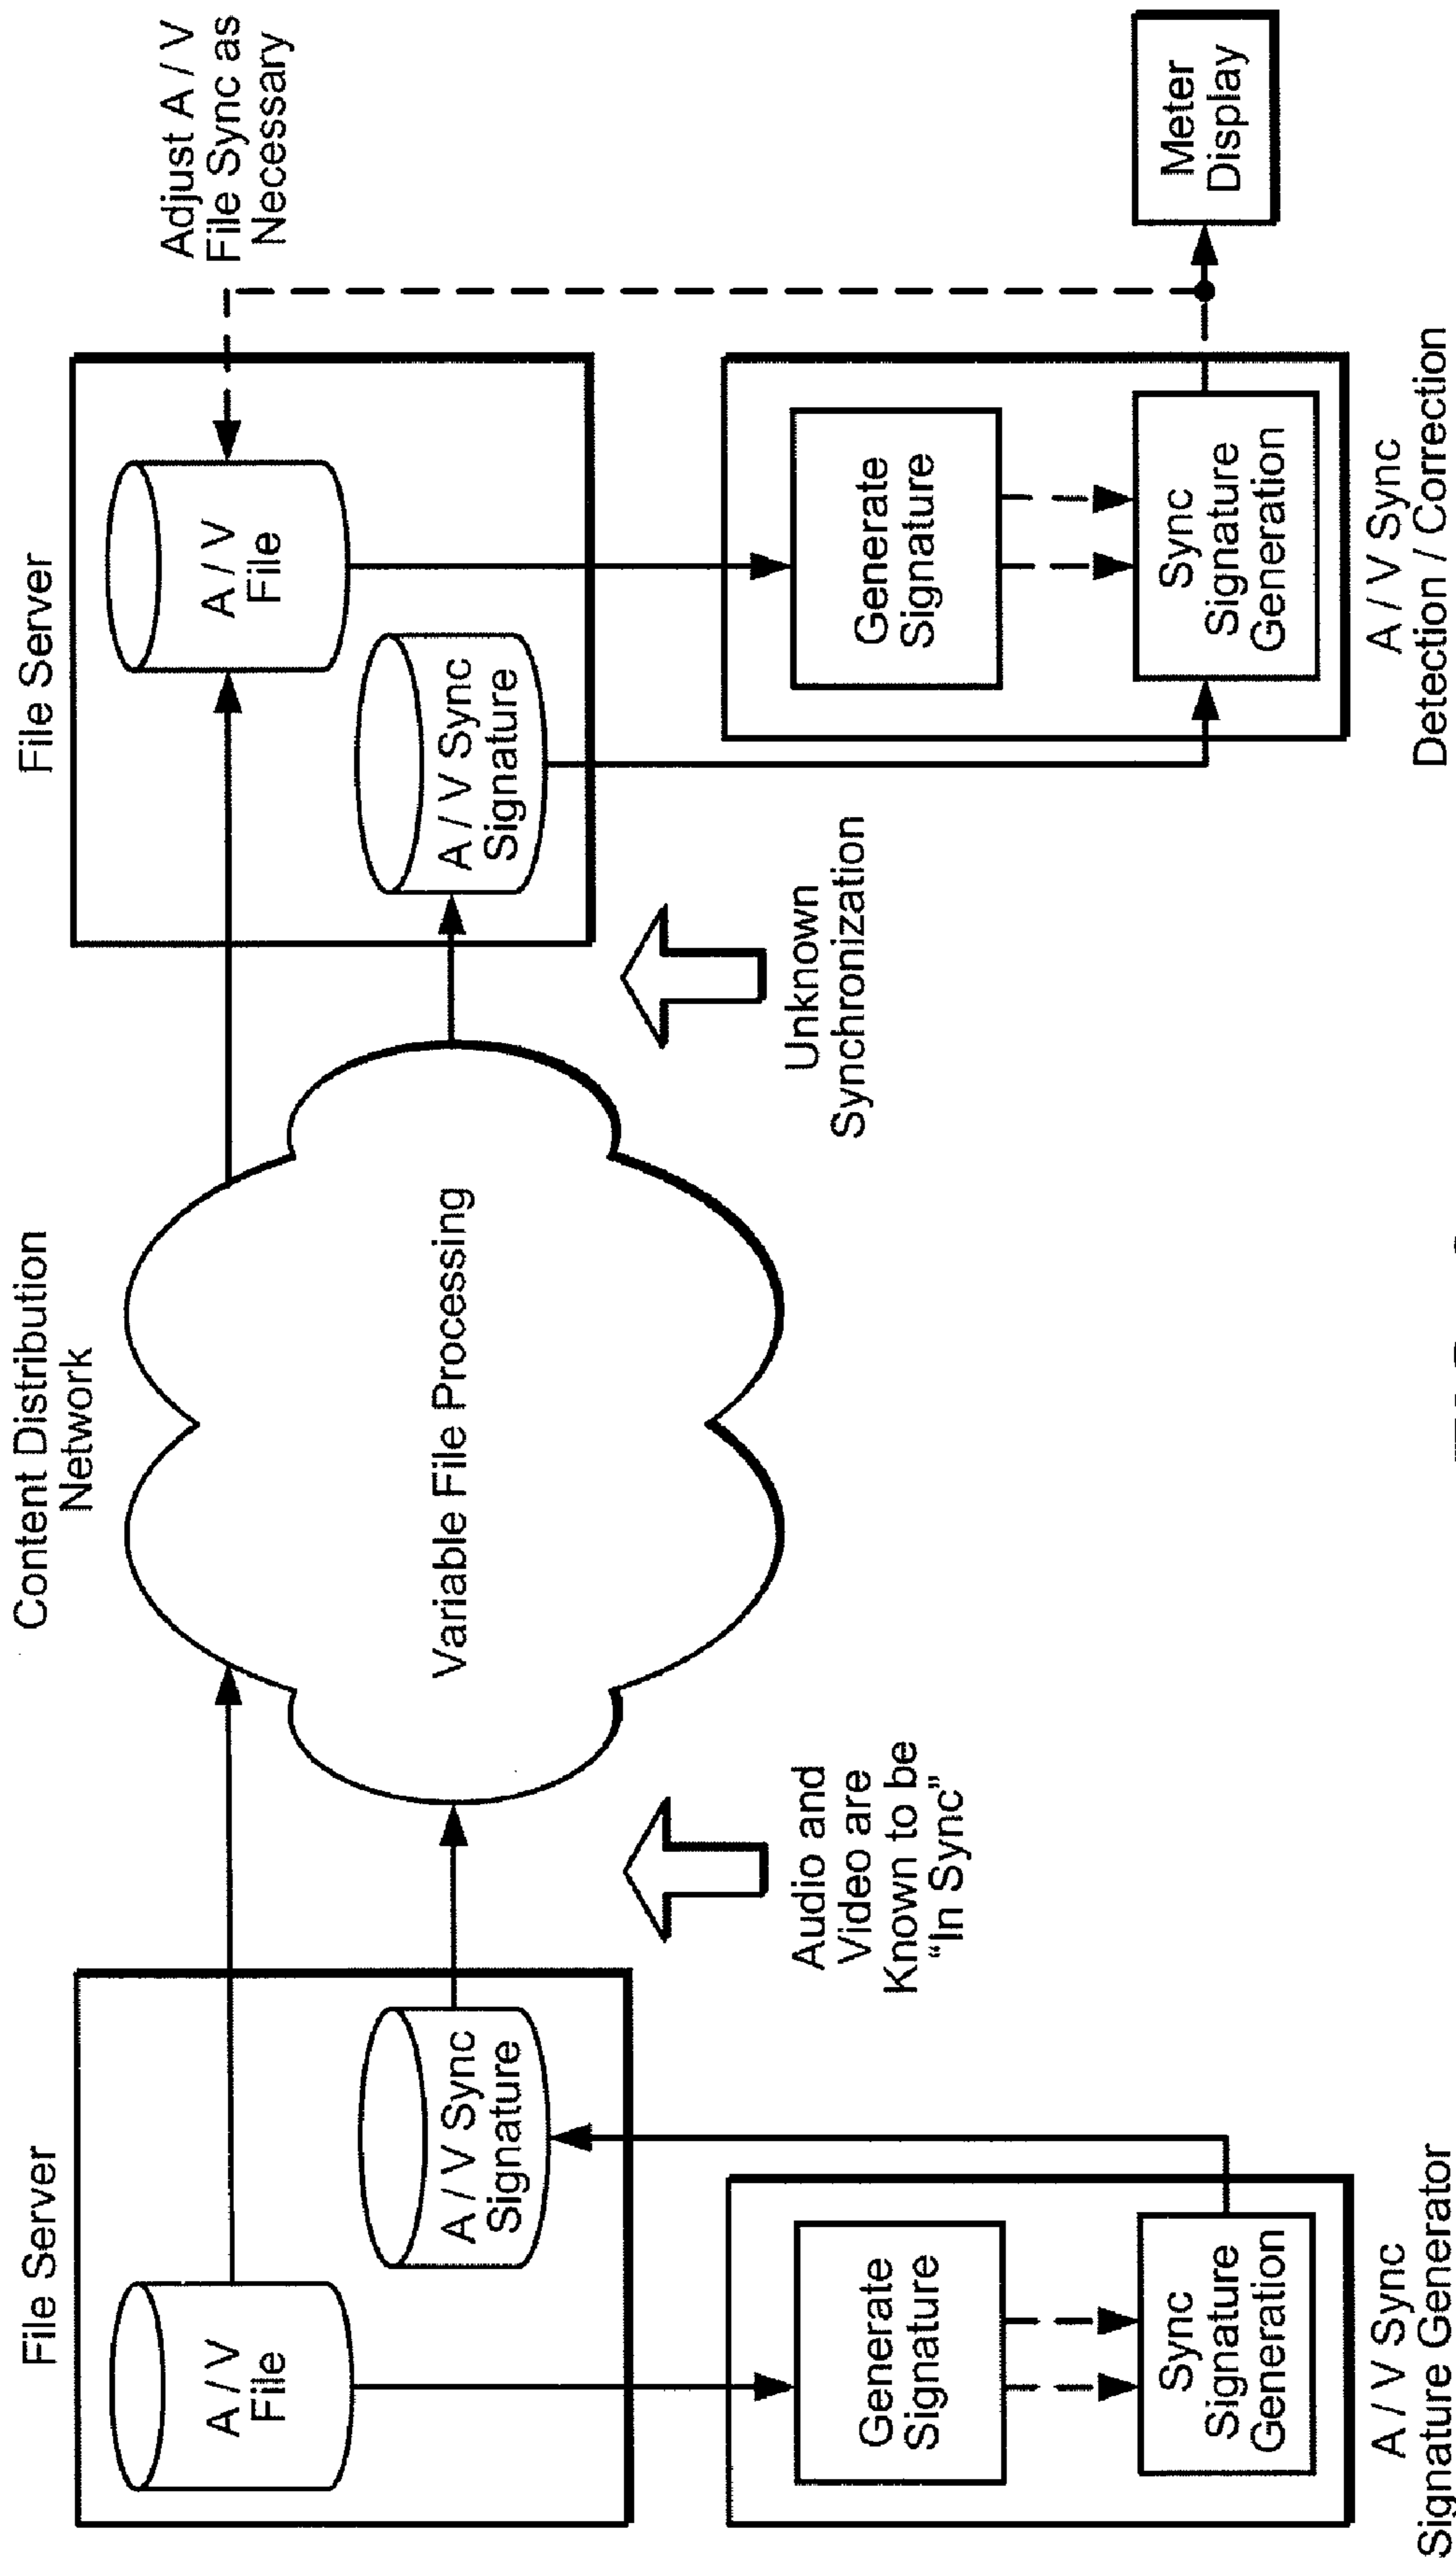 File Server
A / V
File
A / V Sync
Signature
Generate
Signature
Sync
Signature
Generation
A / V Sync
Signature Generator
Audio and
Video are
Known to be
“In Sync”
Content Distribution
Network
Variable File Processing
Unknown
Synchronization
File Server
A / V
File
A / V Sync
Signature
Adjust A / V
File Sync as
Necessary
Generate
Signature
Sync
Signature
Generation
A / V Sync
Detection / Correction
Meter
Display